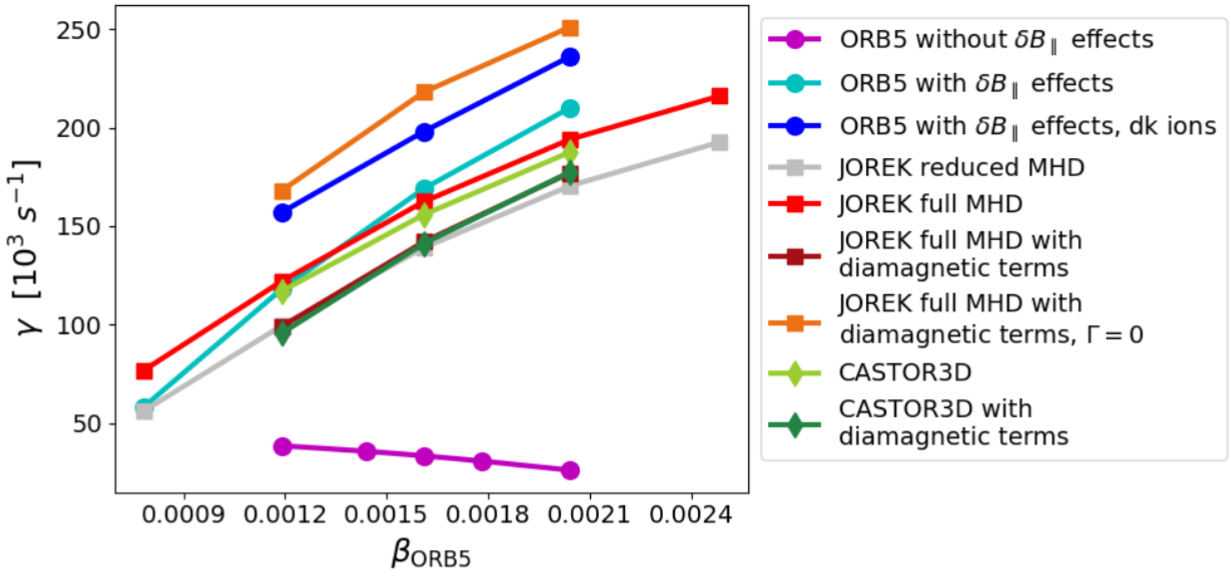 250
200
150
100
50
γ [10³ s⁻¹]
0.0009 0.0012 0.0015 0.0018 0.0021 0.0024
β_ORB5
ORB5 without δB∥ effects
ORB5 with δB∥ effects
ORB5 with δB∥ effects, dk ions
JOREK reduced MHD
JOREK full MHD
JOREK full MHD with
diamagnetic terms
JOREK full MHD with
diamagnetic terms, Γ = 0
CASTOR3D
CASTOR3D with
diamagnetic terms